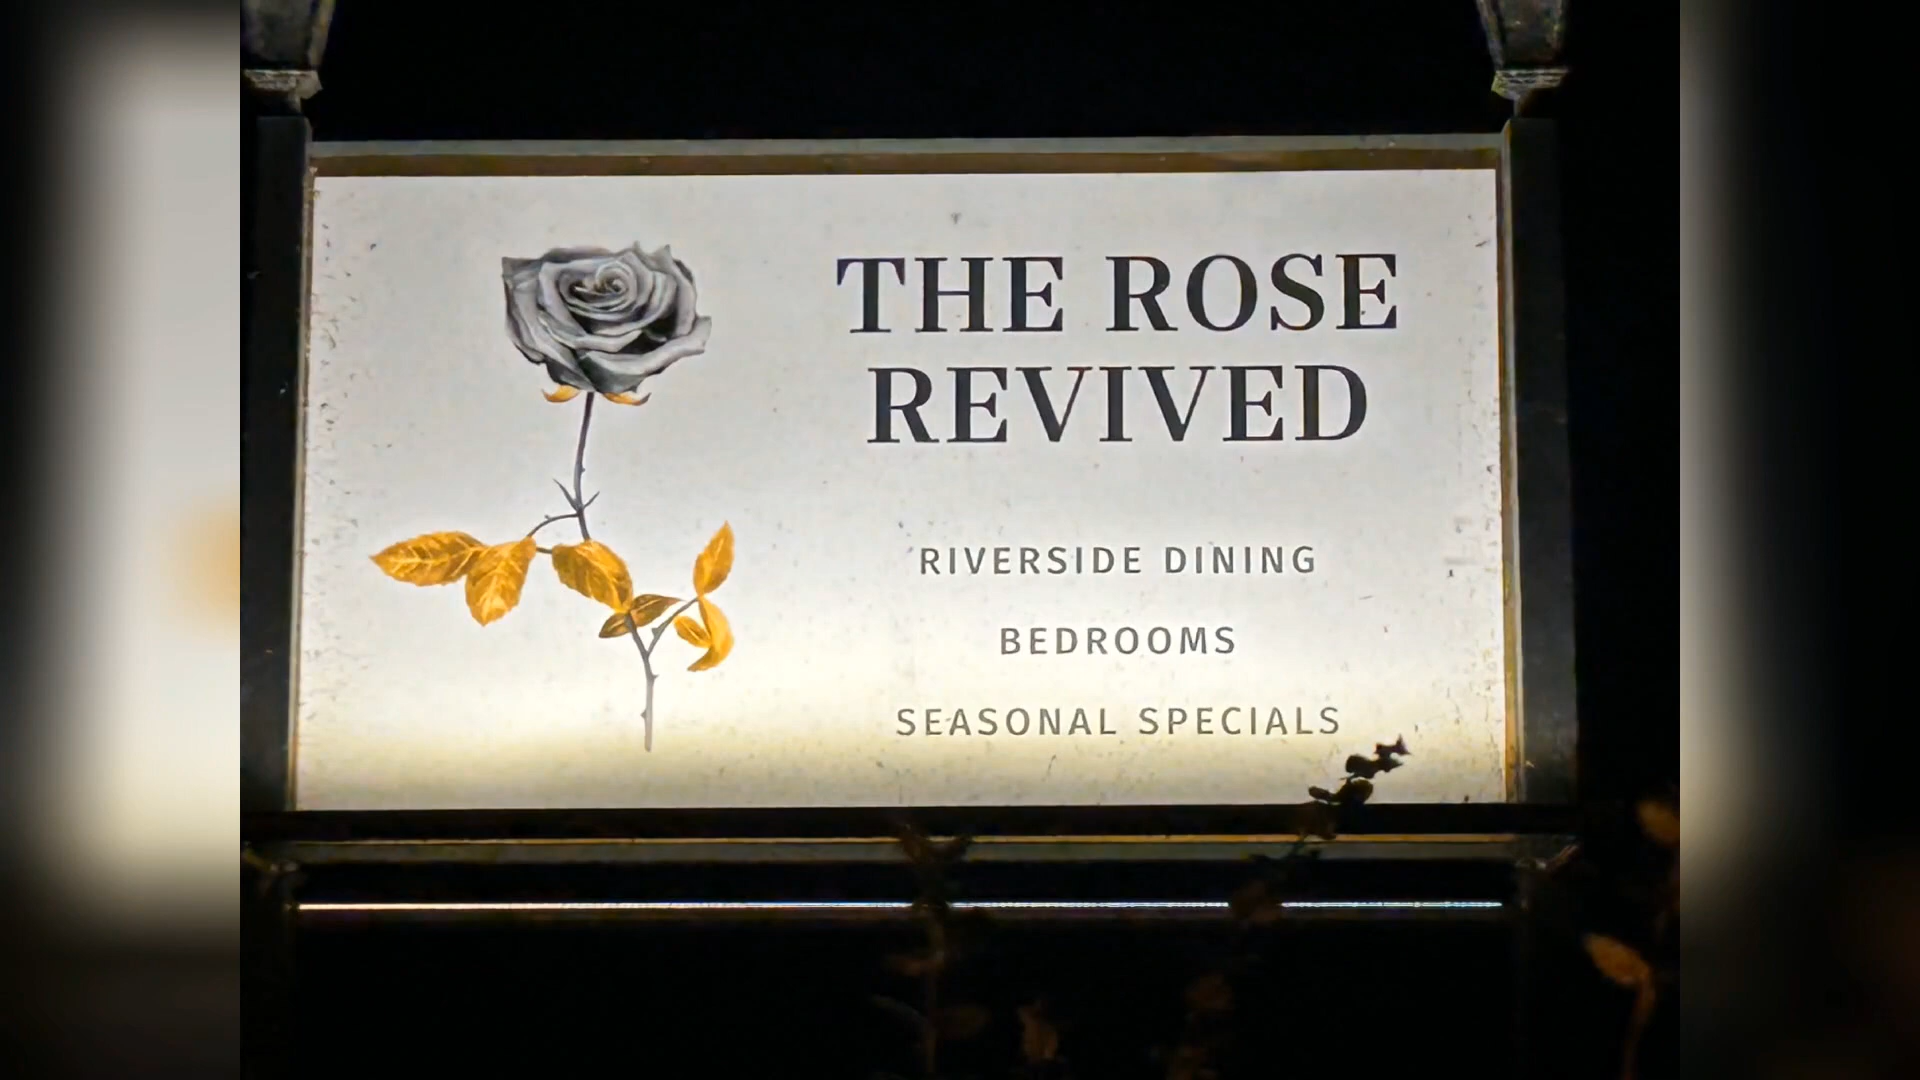 THE ROSE
REVIVED
RIVERSIDE DINING
BEDROOMS
SEASONAL SPECIALS